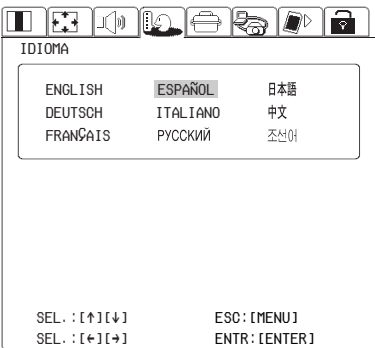 IDIOMA
ENGLISH ESPAÑOL 日本語
DEUTSCH ITALIANO 中文
FRANÇAIS РУССКИЙ 조선어
SEL.:[↑][↓] ESC:[MENU]
SEL.:[←][→] ENTR:[ENTER]